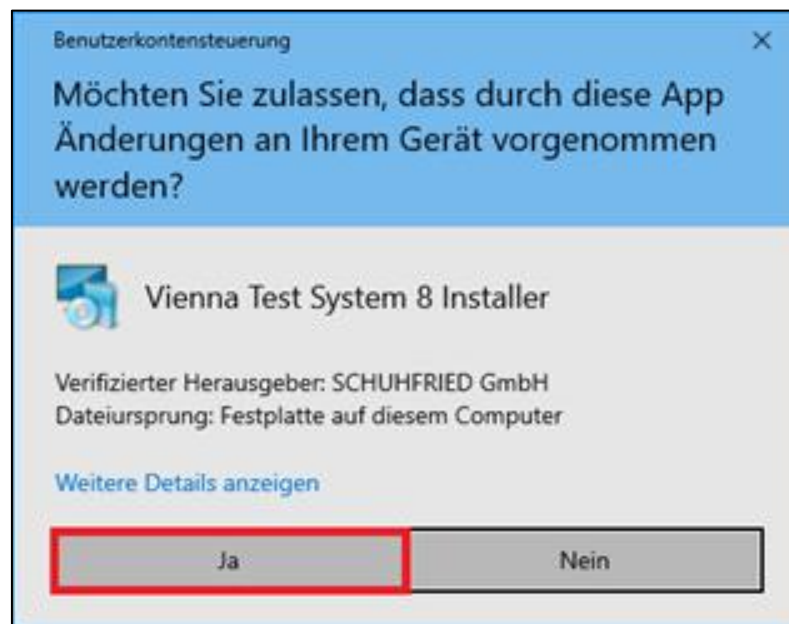 Benutzerkontensteuerung
Möchten Sie zulassen, dass durch diese App
Änderungen an Ihrem Gerät vorgenommen
werden?
Vienna Test System 8 Installer
Verifizierter Herausgeber: SCHUHFRIED GmbH
Dateiursprung: Festplatte auf diesem Computer
Weitere Details anzeigen
Ja
Nein